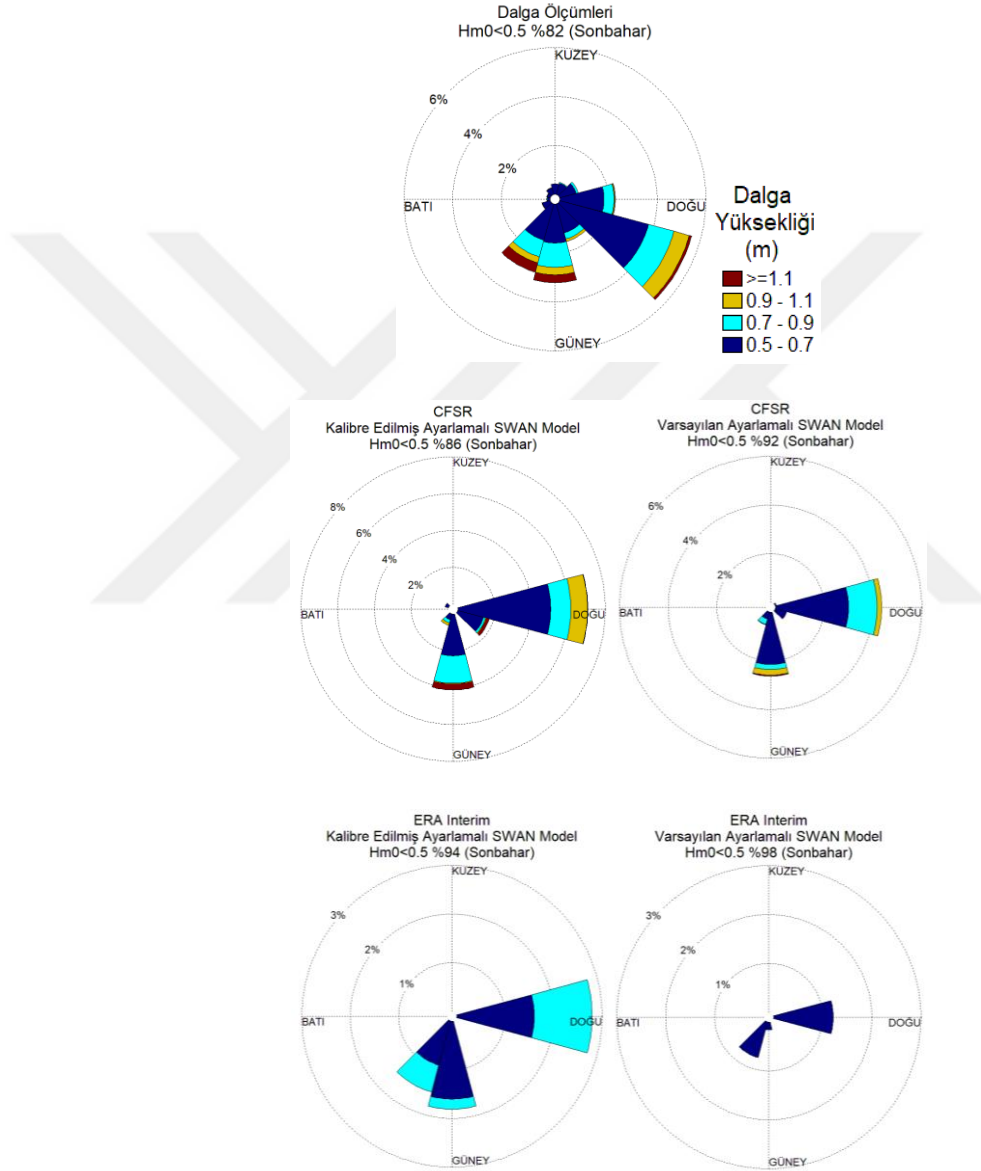 Dalga Ölçümleri
Hm0<0.5 %82 (Sonbahar)
KUZEY
6%
4%
2%
BATI
DOĞU
GÜNEY
Dalga
Yüksekliği
(m)
>=1.1
0.9 - 1.1
0.7 - 0.9
0.5 - 0.7
CFSR
Kalibre Edilmiş Ayarlamalı SWAN Model
Hm0<0.5 %86 (Sonbahar)
KUZEY
8%
6%
4%
2%
BATI
DOĞU
GÜNEY
CFSR
Varsayılan Ayarlamalı SWAN Model
Hm0<0.5 %92 (Sonbahar)
KUZEY
6%
4%
2%
BATI
DOĞU
GÜNEY
ERA Interim
Kalibre Edilmiş Ayarlamalı SWAN Model
Hm0<0.5 %94 (Sonbahar)
KUZEY
3%
2%
1%
BATI
DOĞU
GÜNEY
ERA Interim
Varsayılan Ayarlamalı SWAN Model
Hm0<0.5 %98 (Sonbahar)
KUZEY
3%
2%
1%
BATI
DOĞU
GÜNEY